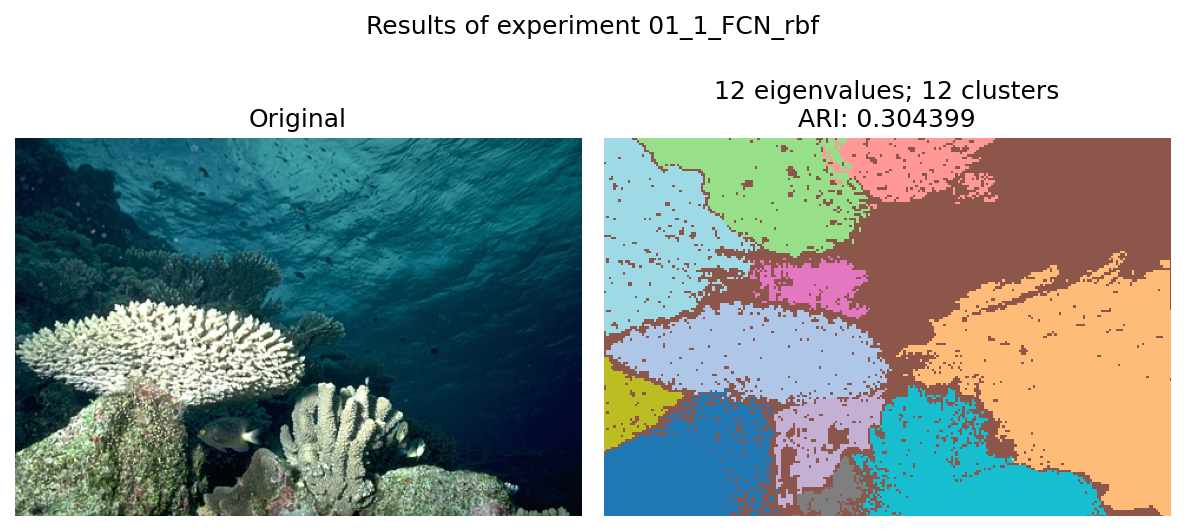 Results of experiment 01_1_FCN_rbf
Original
12 eigenvalues; 12 clusters
ARI: 0.304399